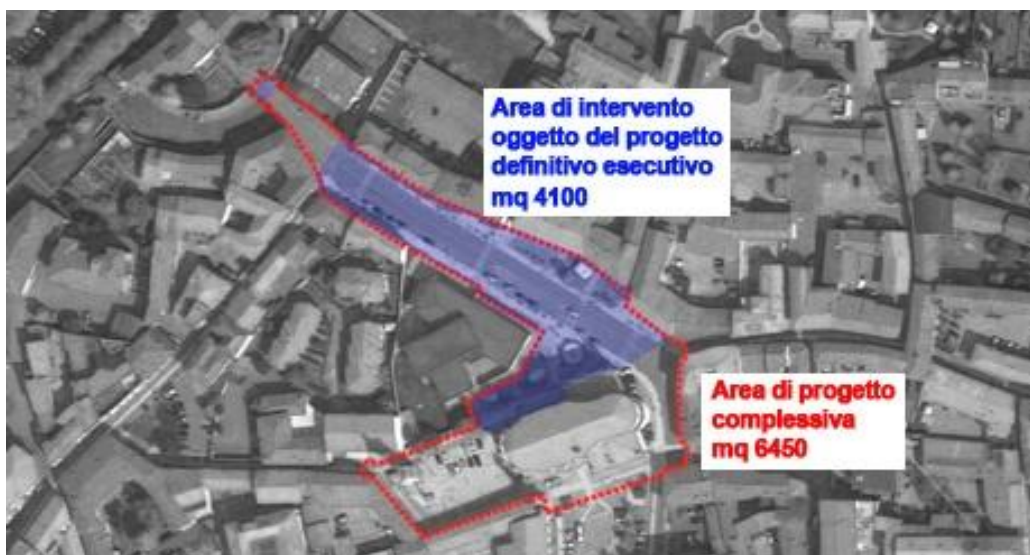 Area di intervento
oggetto del progetto
definitivo esecutivo
mq 4100
Area di progetto
complessiva
mq 6450